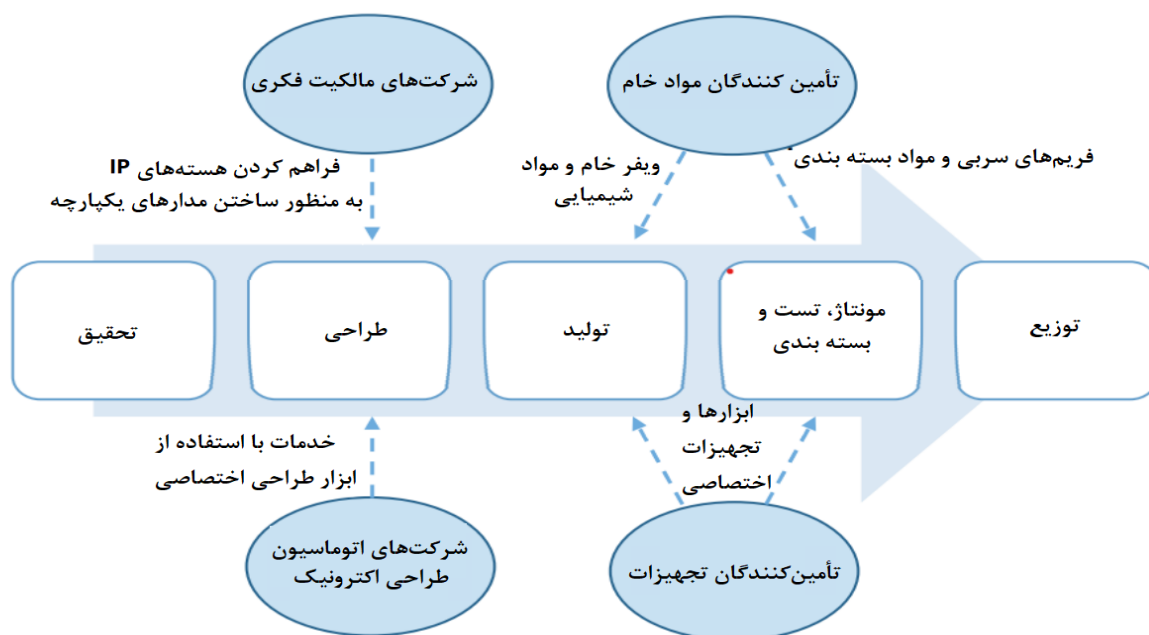 شرکت‌های مالکیت فکری
تأمین کنندگان مواد خام
فراهم کردن هسته‌های IP
به منظور ساختن مدارهای یکپارچه
ویفر خام و مواد
شیمیایی
فریم‌های سربی و مواد بسته بندی
تحقیق
طراحی
تولید
مونتاژ، تست و
بسته بندی
توزیع
خدمات با استفاده از
ابزار طراحی اختصاصی
ابزارها و
تجهیزات
اختصاصی
شرکت‌های اتوماسیون
طراحی اکترونیک
تأمین‌کنندگان تجهیزات